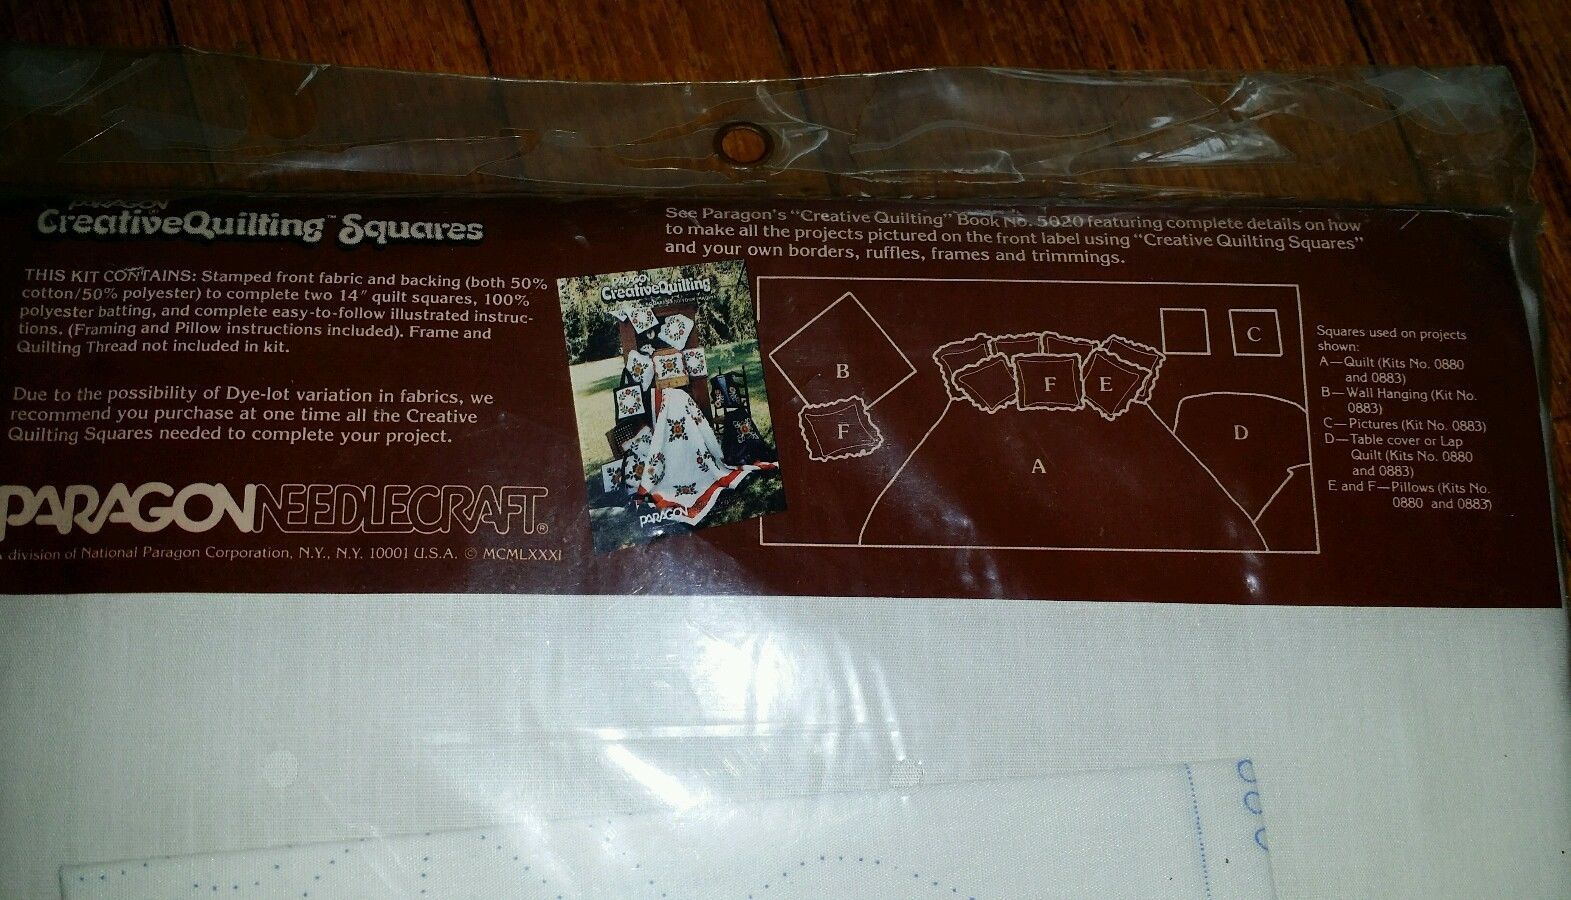 PARAGON
CreativeQuilting™ Squares
THIS KIT CONTAINS: Stamped front fabric and backing (both 50%
cotton/50% polyester) to complete two 14" quilt squares, 100%
polyester batting, and complete easy-to-follow illustrated instruc-
tions. (Framing and Pillow instructions included). Frame and
Quilting Thread not included in kit.
Due to the possibility of Dye-lot variation in fabrics, we
recommend you purchase at one time all the Creative
Quilting Squares needed to complete your project.
PARAGON NEEDLECRAFT®
division of National Paragon Corporation, N.Y., N.Y. 10001 U.S.A. © MCMLXXXI
See Paragon's "Creative Quilting" Book No. 5020 featuring complete details on how
to make all the projects pictured on the front label using "Creative Quilting Squares"
and your own borders, ruffles, frames and trimmings.
PARAGON
CreativeQuilting
PARAGON
B
F
F
E
A
C
D
Squares used on projects
shown:
A—Quilt (Kits No. 0880
and 0883)
B—Wall Hanging (Kit No.
0883)
C—Pictures (Kit No. 0883)
D—Table cover or Lap
Quilt (Kits No. 0880
and 0883)
E and F—Pillows (Kits No.
0880 and 0883)